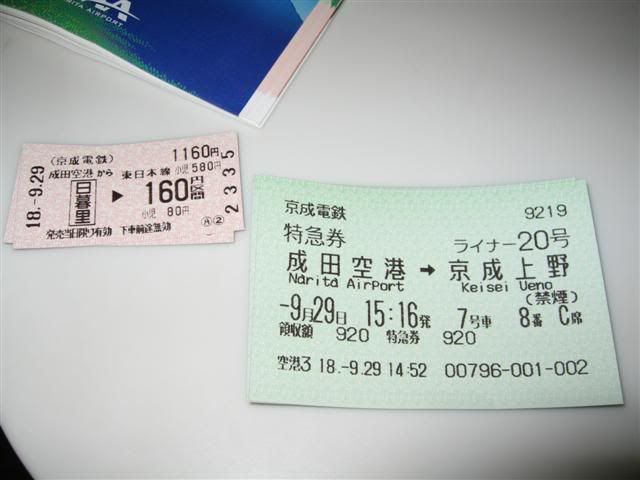 MITA AIRPORT
18.-9.29
(京成電鉄) 1160円
成田空港から 東日本線 小児580円
日暮里 ▶ 160円区間
小児 80円
発売当日限り有効 下車前途無効
2335
京成電鉄 9219
特急券 ライナー20号
成田空港 → 京成上野
Narita Airport Keisei Ueno
(禁煙)
-9月29日 15:16発 7号車 8番 C席
領収額 920 特急券 920
空港3 18.-9.29 14:52 00796-001-002